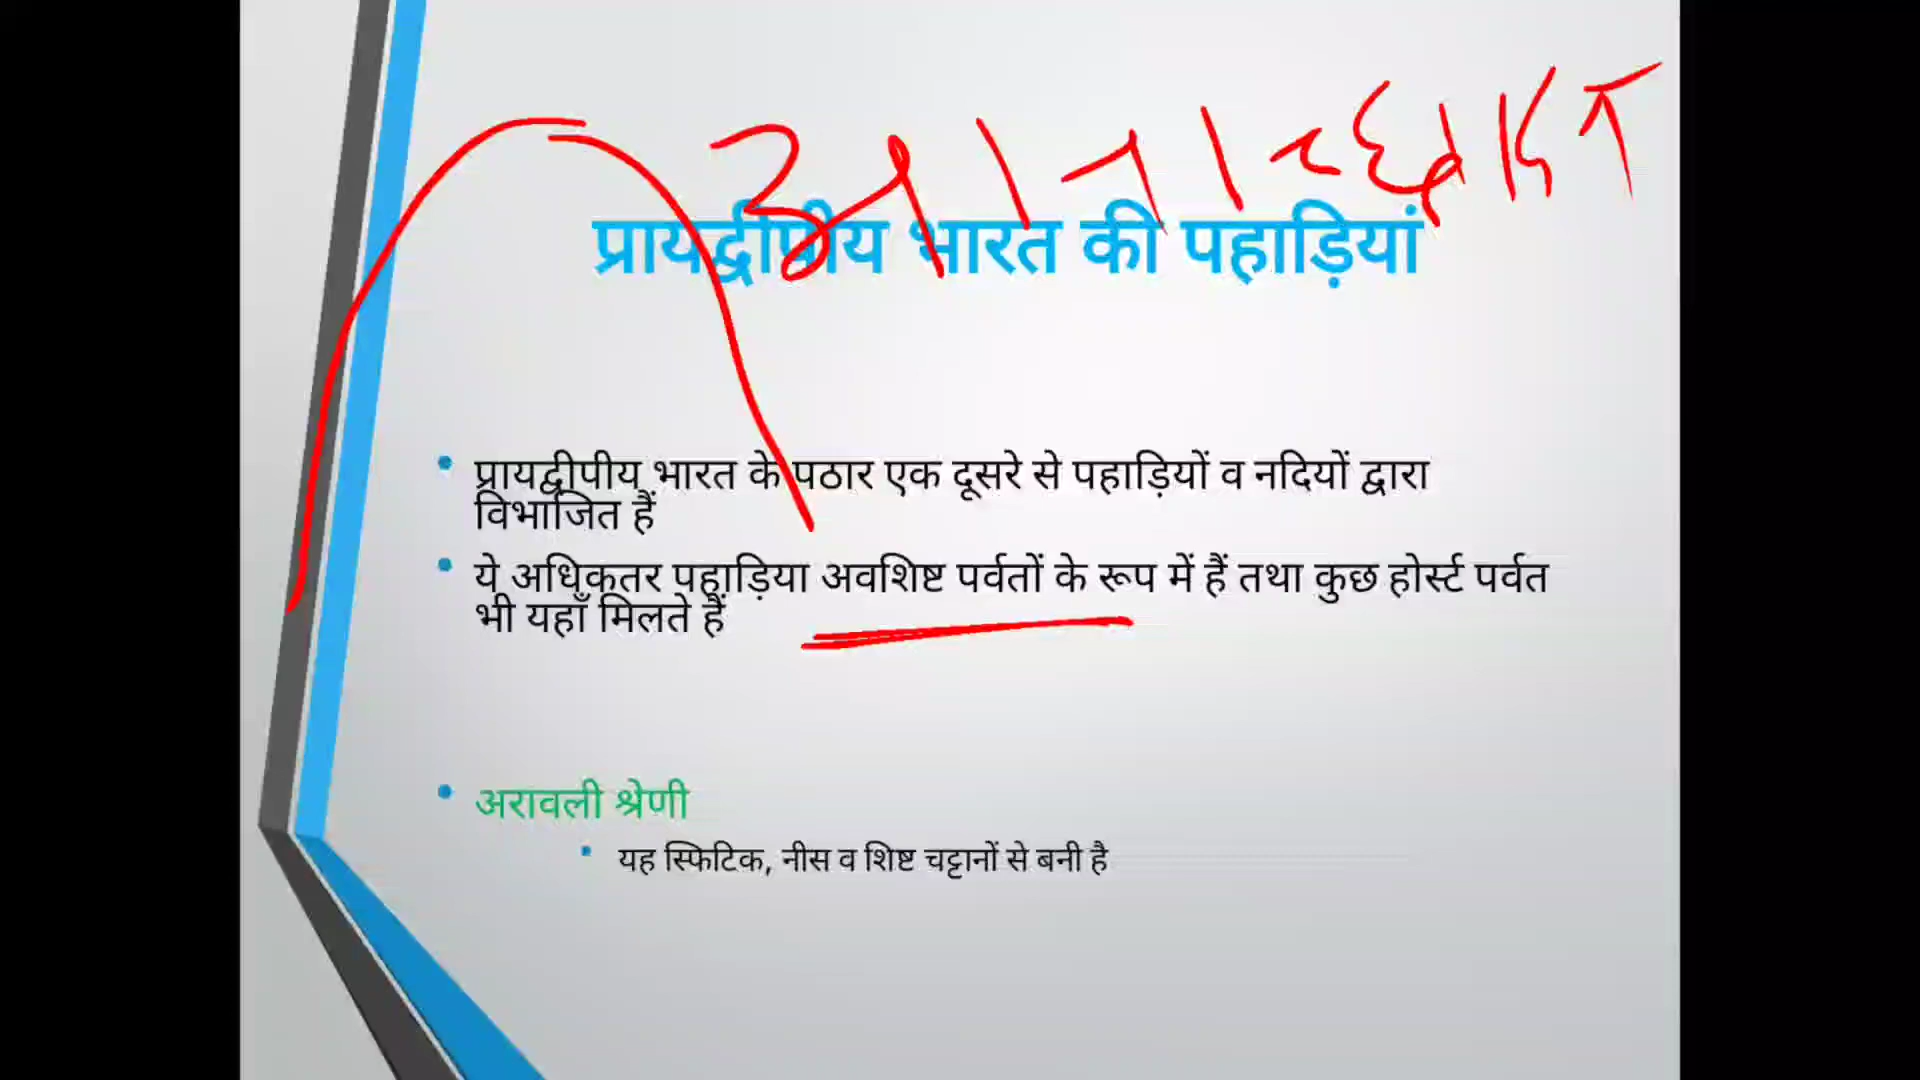 प्रायद्वीपीय भारत की पहाड़ियां
प्रायद्वीपीय भारत के पठार एक दूसरे से पहाड़ियों व नदियों द्वारा
विभाजित हैं
ये अधिकतर पहाड़िया अवशिष्ट पर्वतों के रूप में हैं तथा कुछ होर्स्ट पर्वत
भी यहाँ मिलते हैं
अरावली श्रेणी
यह स्फिटिक, नीस व शिष्ट चट्टानों से बनी है